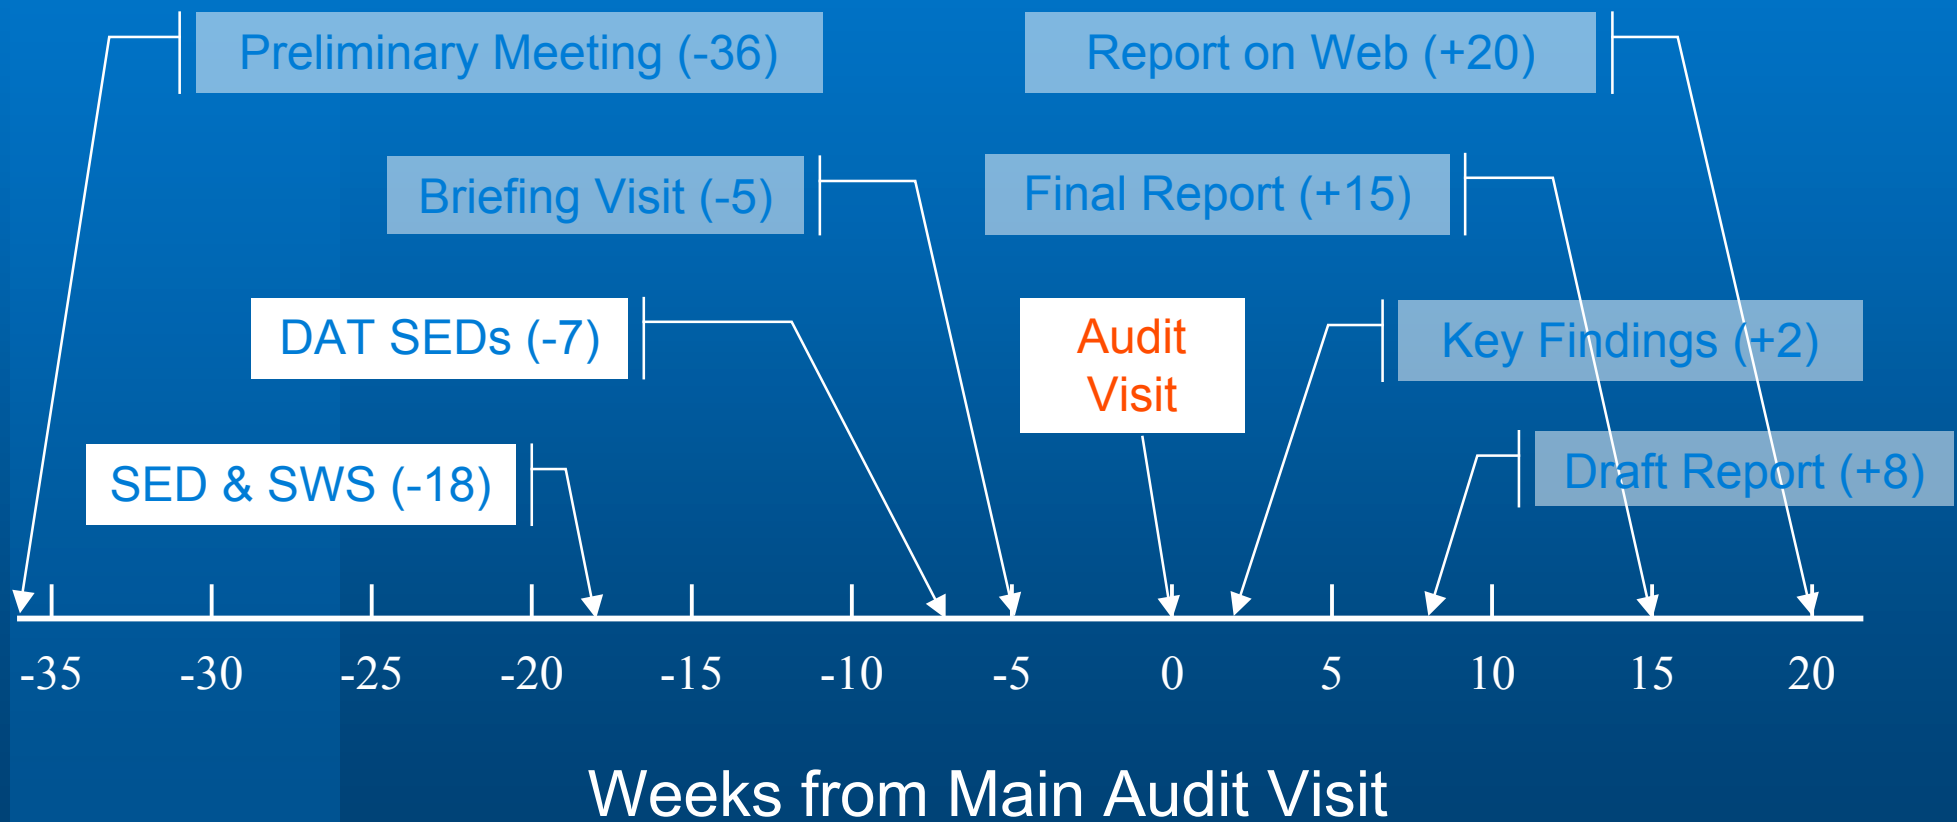 Preliminary Meeting (-36)
Report on Web (+20)
Briefing Visit (-5)
Final Report (+15)
DAT SEDs (-7)
Audit
Visit
Key Findings (+2)
SED & SWS (-18)
Draft Report (+8)
-35 -30 -25 -20 -15 -10 -5 0 5 10 15 20
Weeks from Main Audit Visit